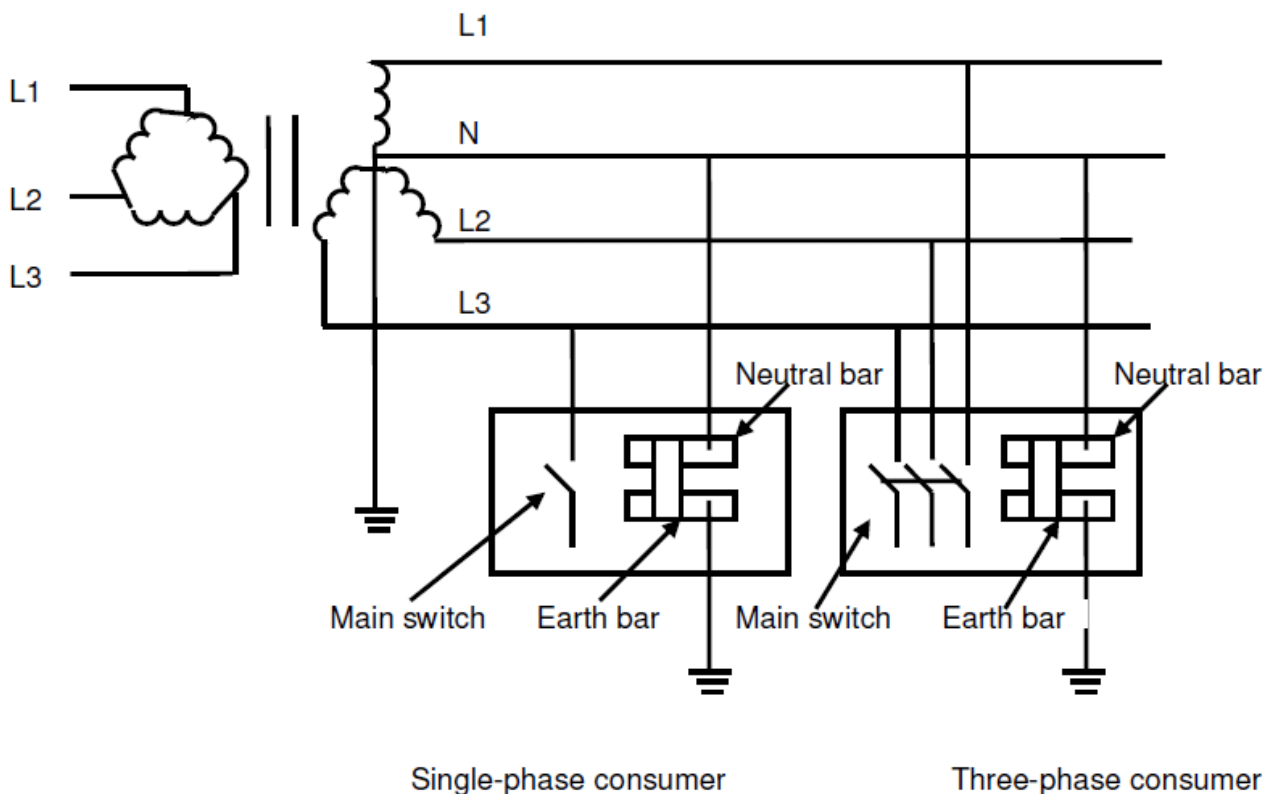 L1
L1
N
L2
L2
L3
L3
Neutral bar Neutral bar
Main switch Earth bar Main switch Earth bar
Single-phase consumer Three-phase consumer